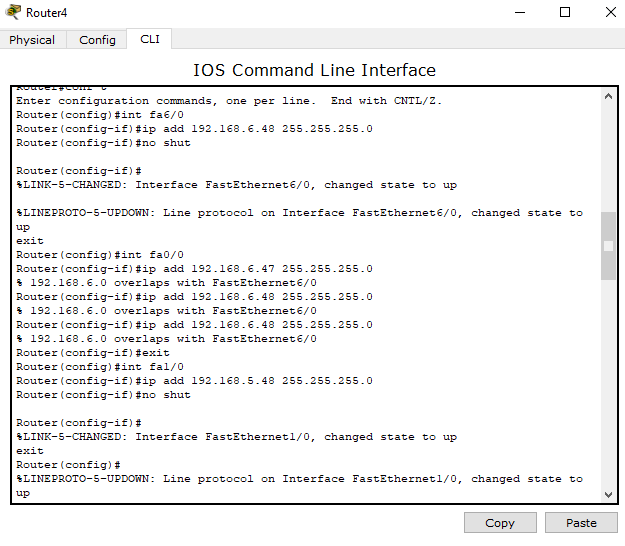 Router4
Physical Config CLI
IOS Command Line Interface
Router#conf t
Enter configuration commands, one per line.  End with CNTL/Z.
Router(config)#int fa6/0
Router(config-if)#ip add 192.168.6.48 255.255.255.0
Router(config-if)#no shut
Router(config-if)#
%LINK-5-CHANGED: Interface FastEthernet6/0, changed state to up
%LINEPROTO-5-UPDOWN: Line protocol on Interface FastEthernet6/0, changed state to
up
exit
Router(config)#int fa0/0
Router(config-if)#ip add 192.168.6.47 255.255.255.0
% 192.168.6.0 overlaps with FastEthernet6/0
Router(config-if)#ip add 192.168.6.48 255.255.255.0
% 192.168.6.0 overlaps with FastEthernet6/0
Router(config-if)#ip add 192.168.6.48 255.255.255.0
% 192.168.6.0 overlaps with FastEthernet6/0
Router(config-if)#exit
Router(config)#int fa1/0
Router(config-if)#ip add 192.168.5.48 255.255.255.0
Router(config-if)#no shut
Router(config-if)#
%LINK-5-CHANGED: Interface FastEthernet1/0, changed state to up
exit
Router(config)#
%LINEPROTO-5-UPDOWN: Line protocol on Interface FastEthernet1/0, changed state to
up
Copy Paste